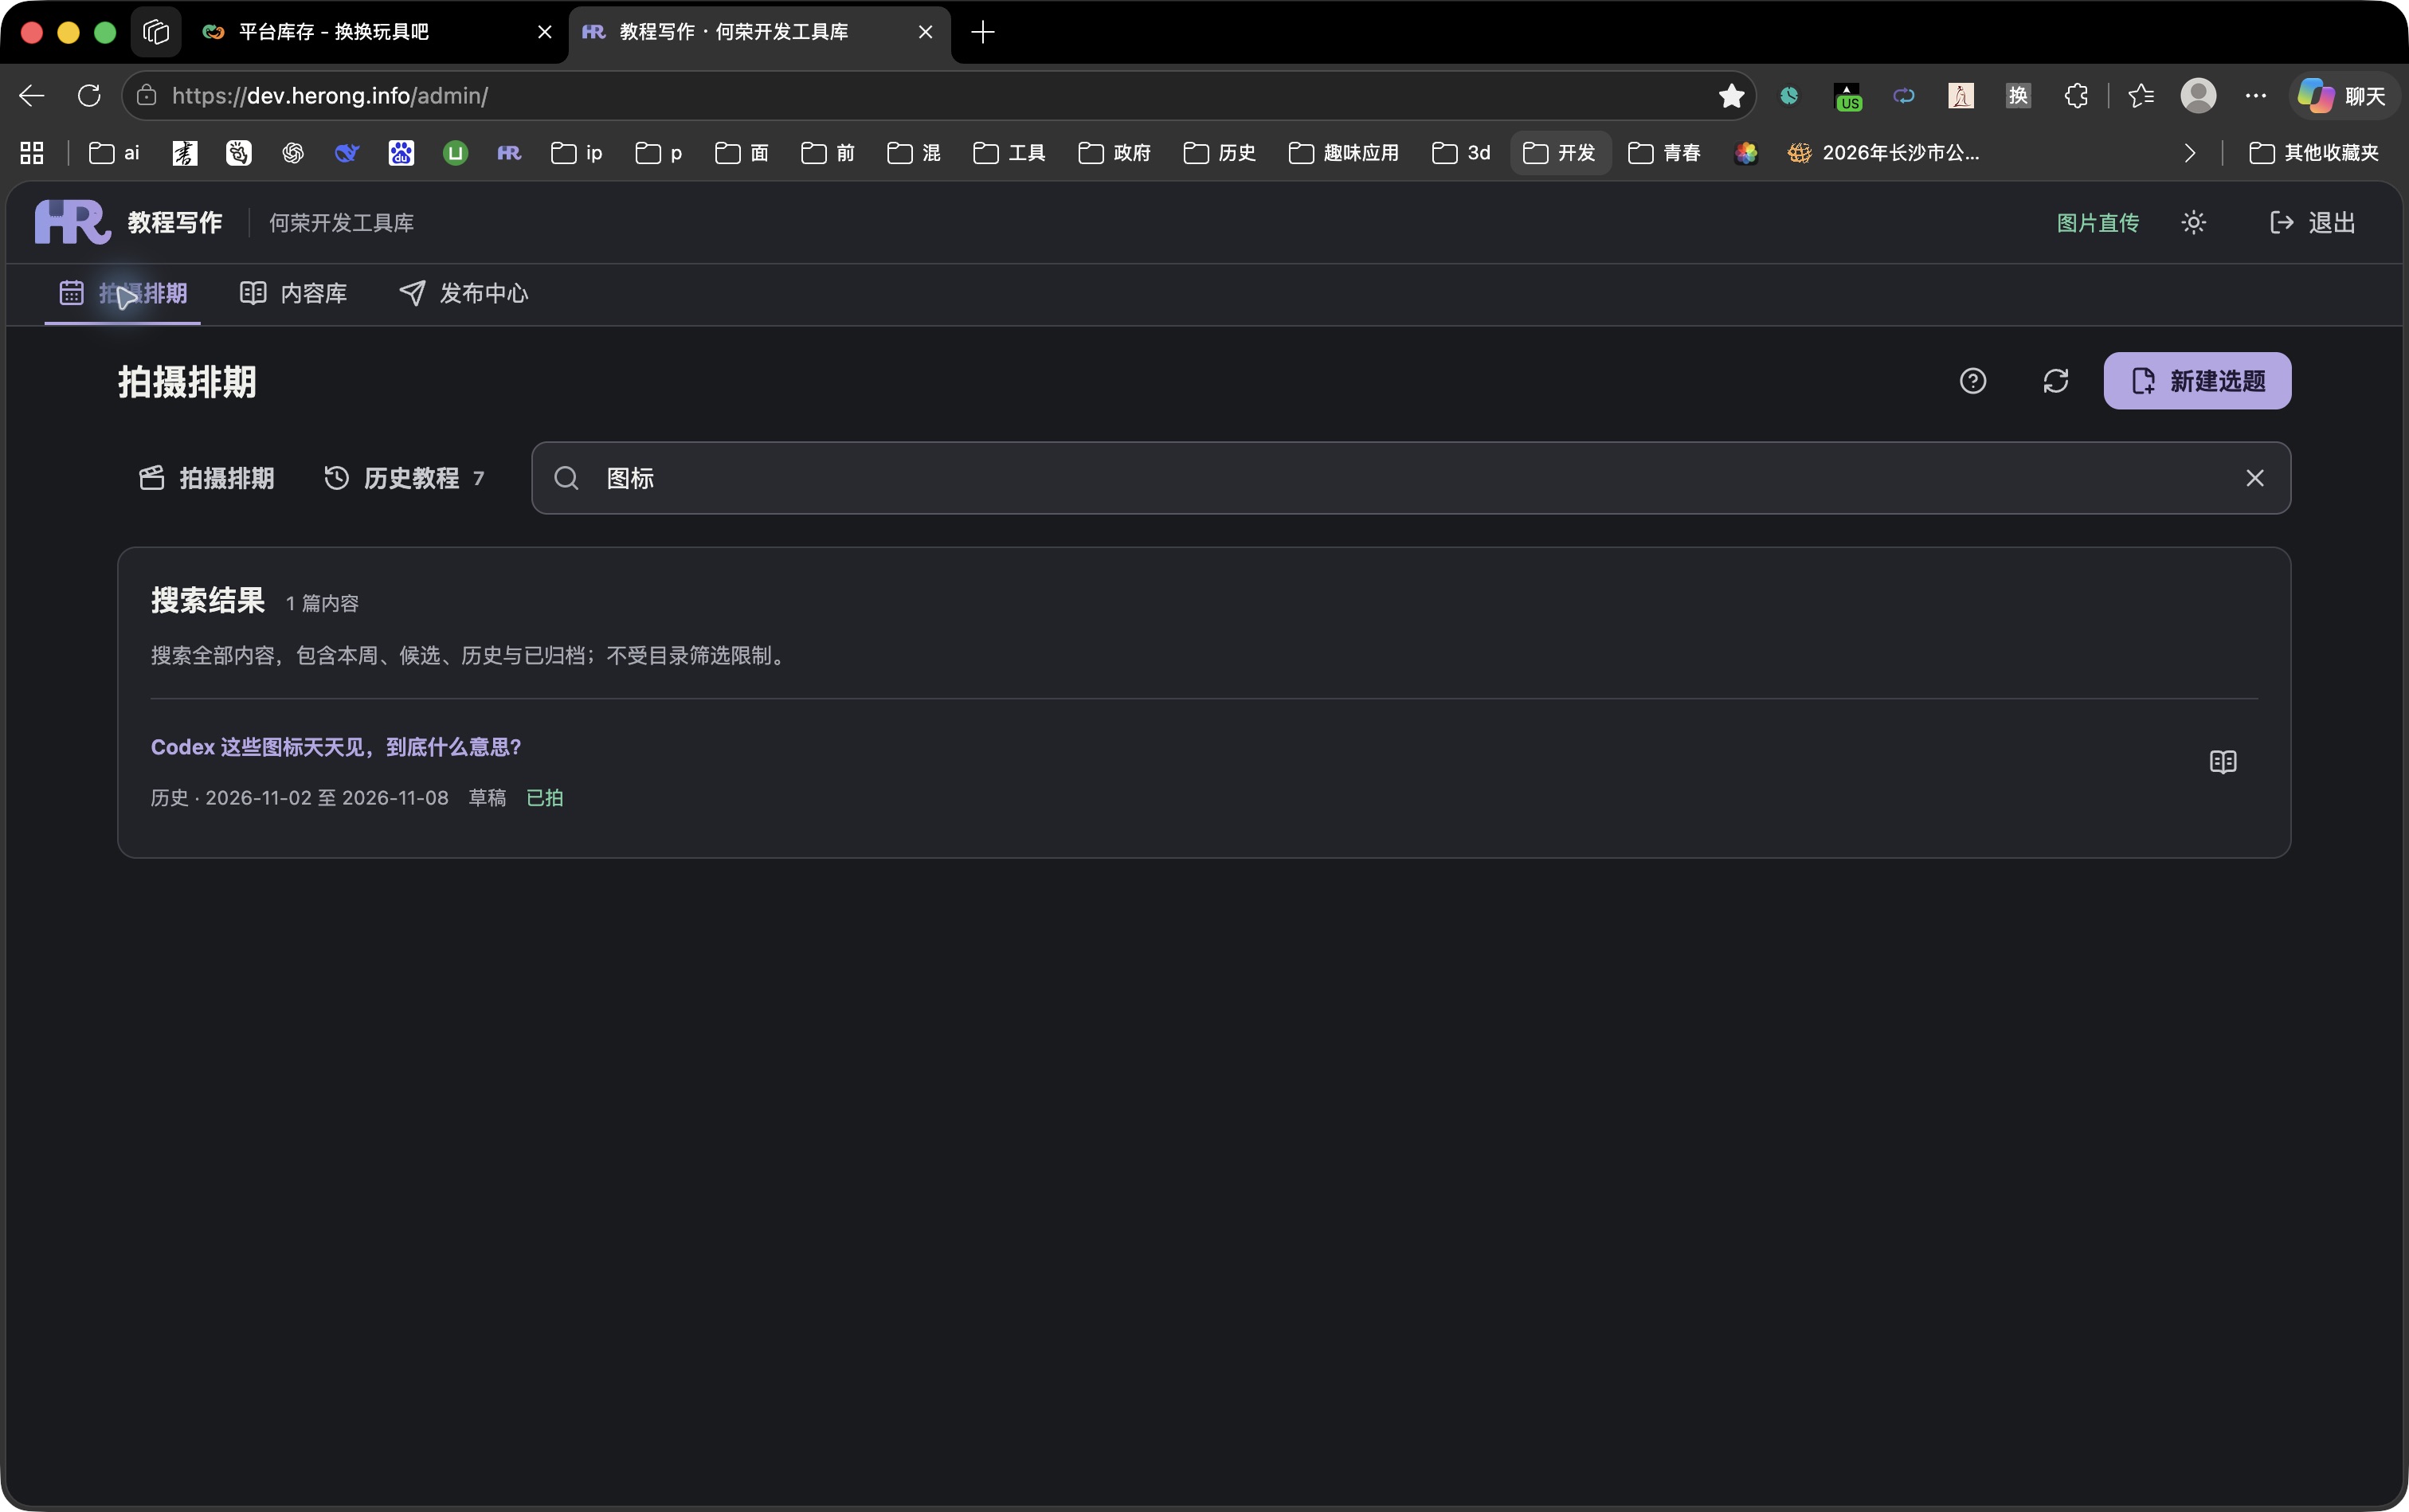 平台库存 - 换换玩具吧
教程写作 · 何荣开发工具库
https://dev.herong.info/admin/
US
换
聊天
ai
du
HR
ip
p
面
前
混
工具
政府
历史
趣味应用
3d
开发
青春
2026年长沙市公...
其他收藏夹
HR 教程写作 何荣开发工具库
图片直传
退出
拍摄排期
内容库
发布中心
拍摄排期
新建选题
拍摄排期
历史教程 7
图标
搜索结果 1 篇内容
搜索全部内容，包含本周、候选、历史与已归档；不受目录筛选限制。
Codex 这些图标天天见，到底什么意思？
历史 · 2026-11-02 至 2026-11-08 草稿 已拍